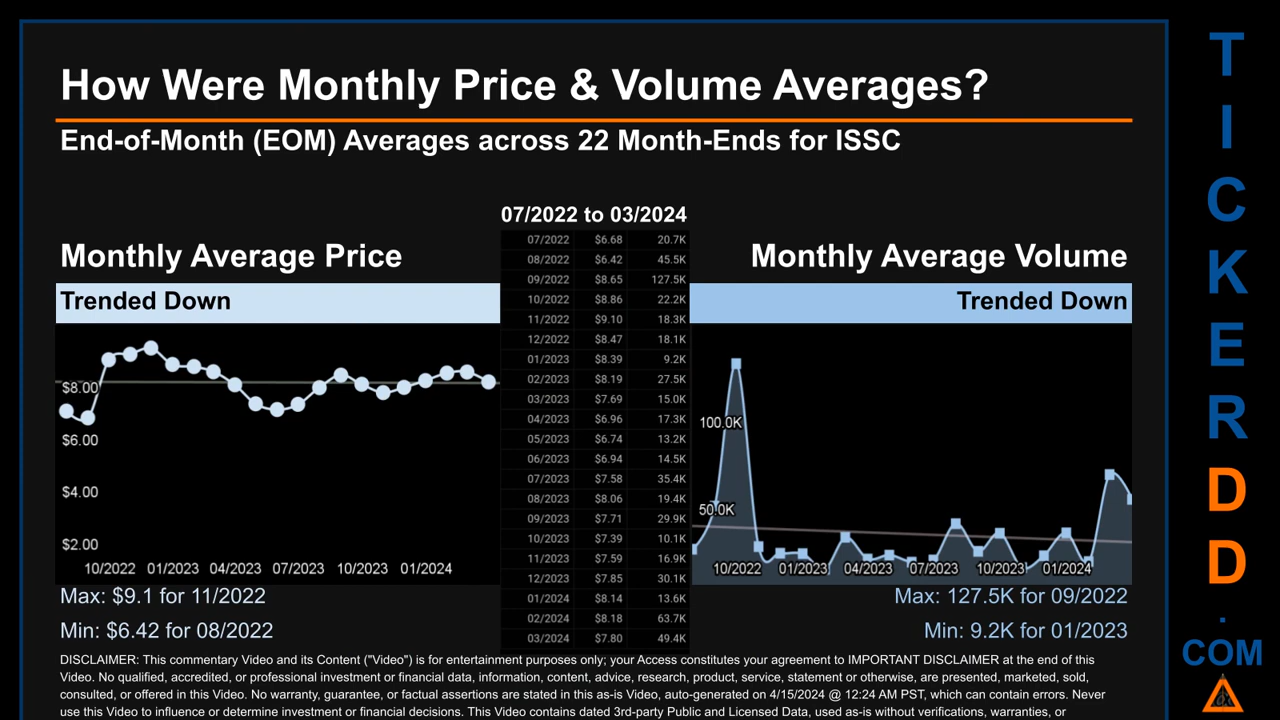 How Were Monthly Price & Volume Averages?
End-of-Month (EOM) Averages across 22 Month-Ends for ISSC
07/2022 to 03/2024
Monthly Average Price
Trended Down
$8.00
$6.00
$4.00
$2.00
10/2022 01/2023 04/2023 07/2023 10/2023 01/2024
Max: $9.1 for 11/2022
Min: $6.42 for 08/2022
07/2022 $6.68 20.7K
08/2022 $6.42 45.5K
09/2022 $8.65 127.5K
10/2022 $8.86 22.2K
11/2022 $9.10 18.3K
12/2022 $8.47 18.1K
01/2023 $8.39 9.2K
02/2023 $8.19 27.5K
03/2023 $7.69 15.0K
04/2023 $6.96 17.3K
05/2023 $6.74 13.2K
06/2023 $6.94 14.5K
07/2023 $7.58 35.4K
08/2023 $8.06 19.4K
09/2023 $7.71 29.9K
10/2023 $7.39 10.1K
11/2023 $7.59 16.9K
12/2023 $7.85 30.1K
01/2024 $8.14 13.6K
02/2024 $8.18 63.7K
03/2024 $7.80 49.4K
Monthly Average Volume
Trended Down
100.0K
50.0K
10/2022 01/2023 04/2023 07/2023 10/2023 01/2024
Max: 127.5K for 09/2022
Min: 9.2K for 01/2023
DISCLAIMER: This commentary Video and its Content ("Video") is for entertainment purposes only; your Access constitutes your agreement to IMPORTANT DISCLAIMER at the end of this
Video. No qualified, accredited, or professional investment or financial data, information, content, advice, research, product, service, statement or otherwise, are presented, marketed, sold,
consulted, or offered in this Video. No warranty, guarantee, or factual assertions are stated in this as-is Video, auto-generated on 4/15/2024 @ 12:24 AM PST, which can contain errors. Never
use this Video to influence or determine investment or financial decisions. This Video contains dated 3rd-party Public and Licensed Data, used as-is without verifications, warranties, or
T
I
C
K
E
R
D
D
.
COM